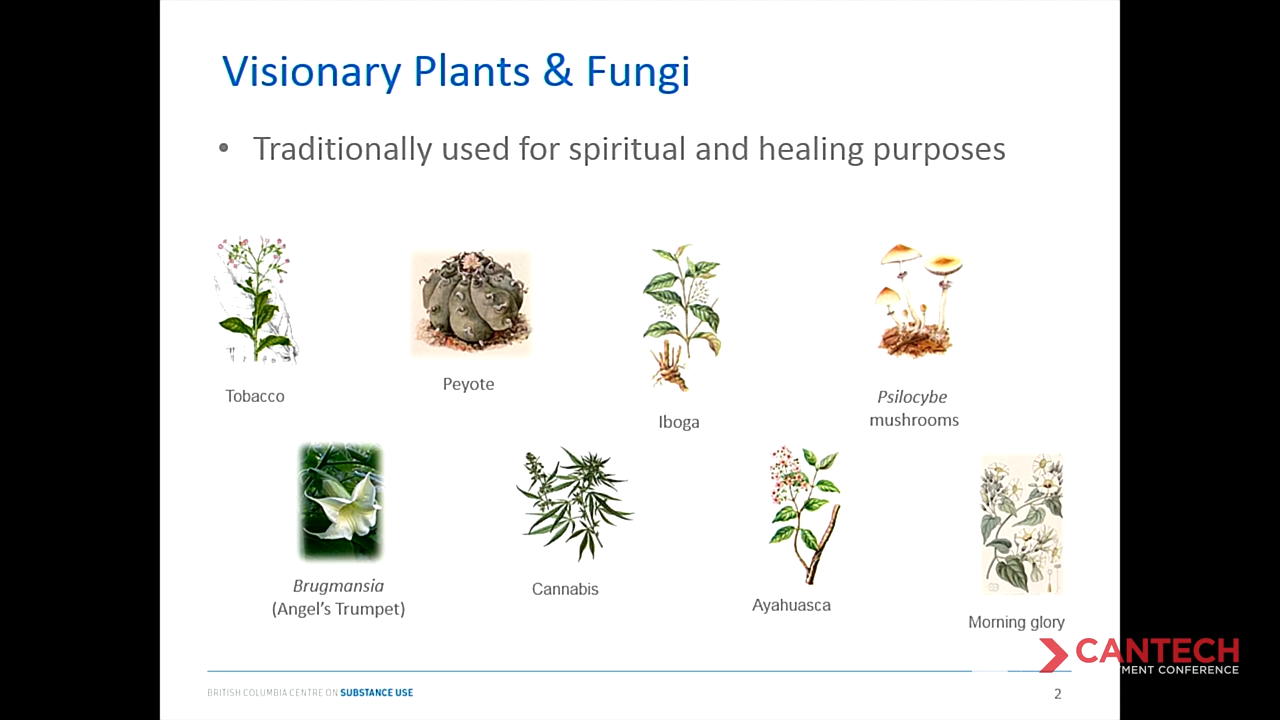 Visionary Plants & Fungi
• Traditionally used for spiritual and healing purposes
Tobacco
Peyote
Iboga
Psilocybe
mushrooms
Brugmansia
(Angel’s Trumpet)
Cannabis
Ayahuasca
Morning glory
CANTECH
MENT CONFERENCE
BRITISH COLUMBIA CENTRE ON SUBSTANCE USE
2